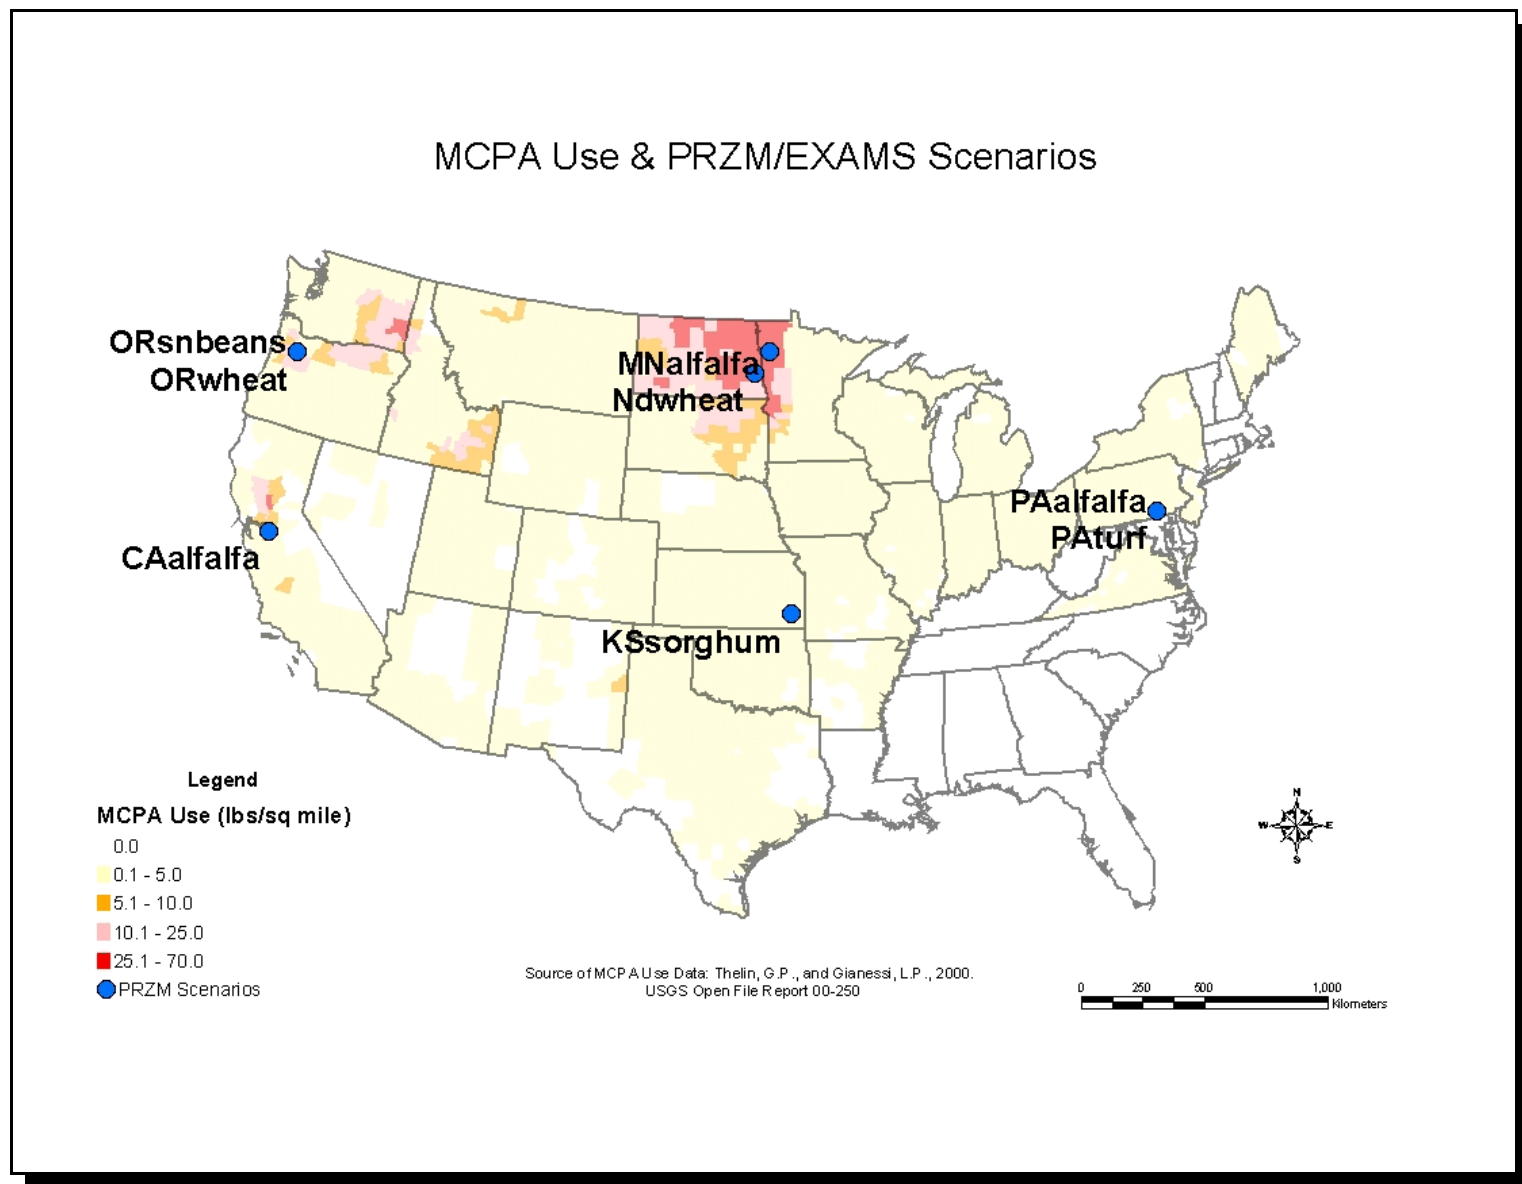 MCPA Use & PRZM/EXAMS Scenarios
ORsnbeans
ORwheat
MNalfalfa
Ndwheat
PAalfalfa
PAturf
CAalfalfa
KSsorghum
Legend
MCPA Use (lbs/sq mile)
0.0
0.1 - 5.0
5.1 - 10.0
10.1 - 25.0
25.1 - 70.0
PRZM Scenarios
N
W E
S
Source of MCPA Use Data: Thelin, G.P., and Gianessi, L.P., 2000.
USGS Open File Report 00-250
0 250 500 1,000
Kilometers